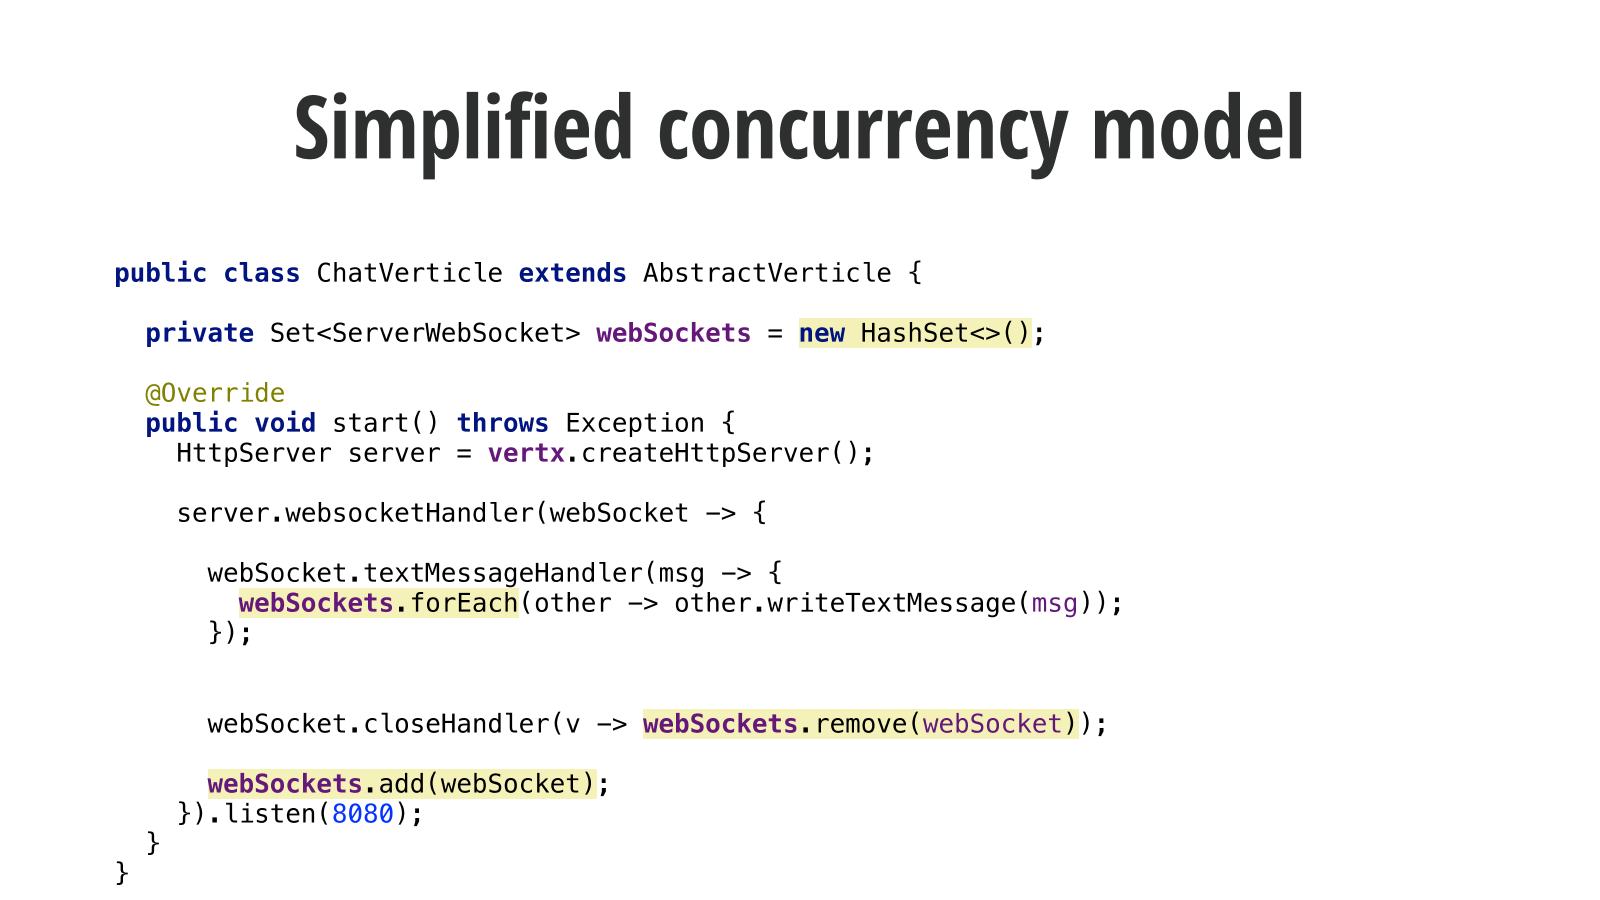 Simplified concurrency model
public class ChatVerticle extends AbstractVerticle {
private Set<ServerWebSocket> webSockets = new HashSet<>();
@Override
public void start() throws Exception {
HttpServer server = vertx.createHttpServer();
server.websocketHandler(webSocket -> {
webSocket.textMessageHandler(msg -> {
webSockets.forEach(other -> other.writeTextMessage(msg));
});
webSocket.closeHandler(v -> webSockets.remove(webSocket));
webSockets.add(webSocket);
}).listen(8080);
}
}